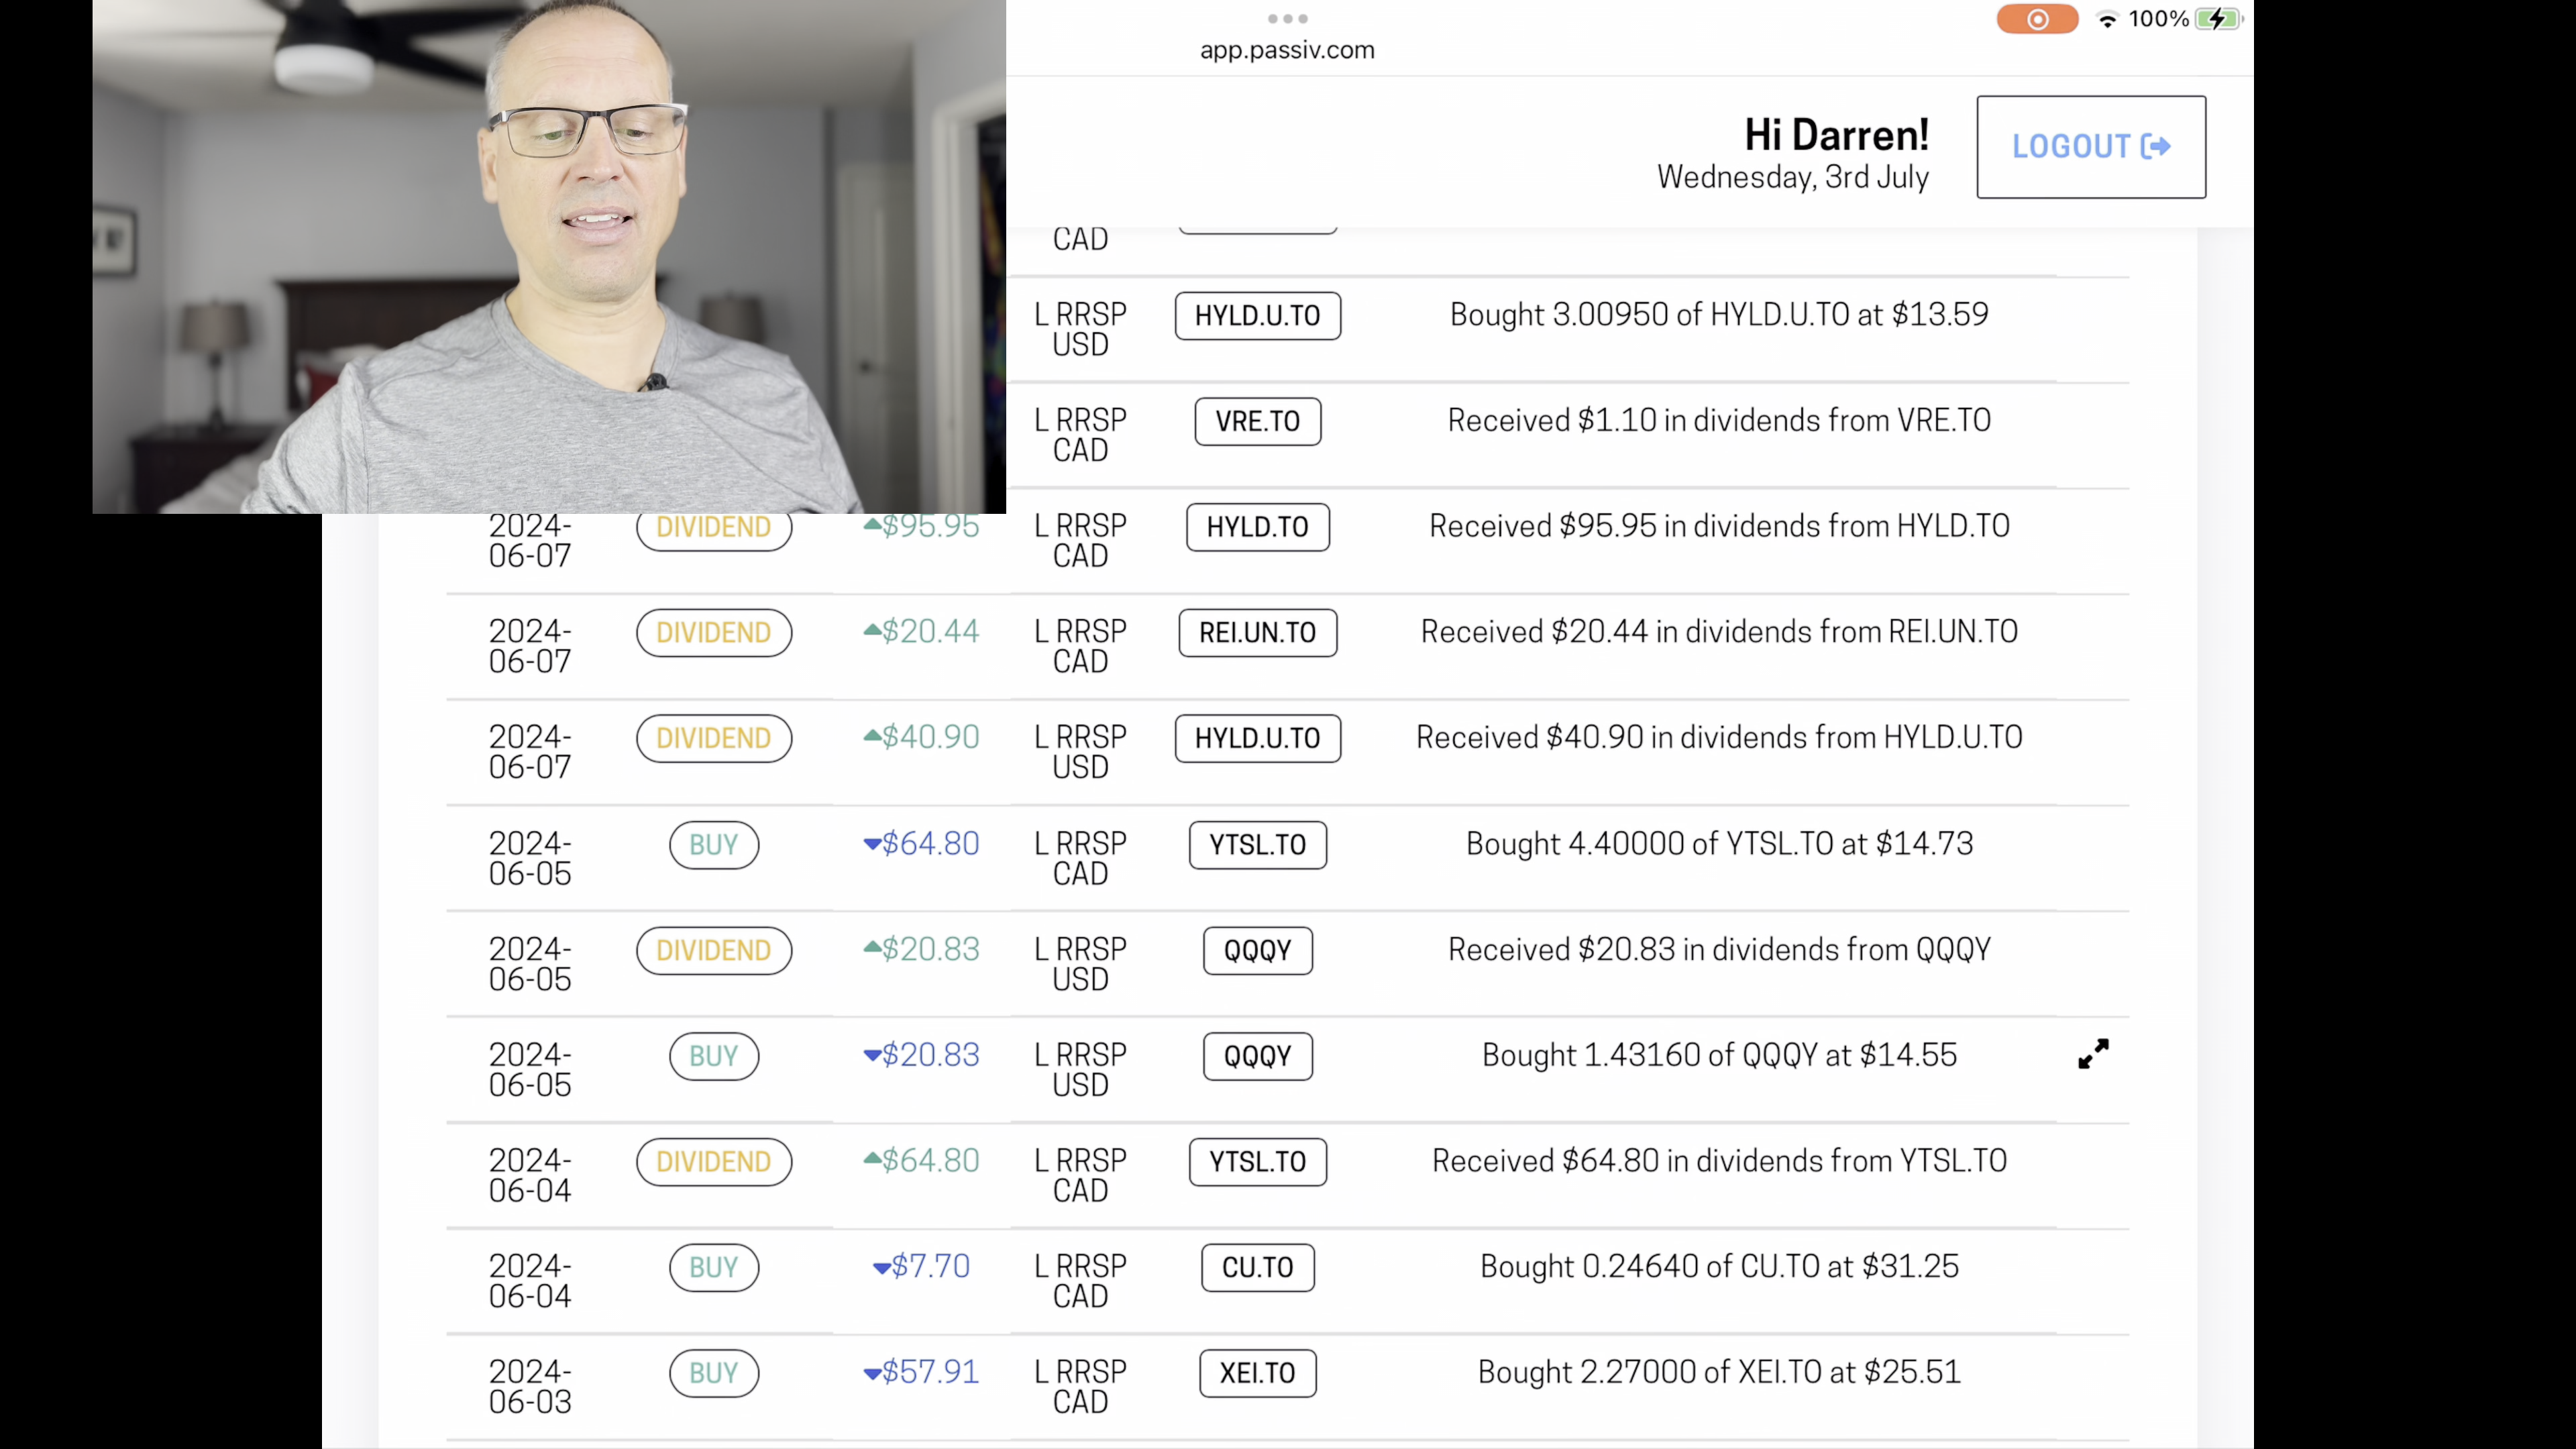 app.passiv.com
100%
Hi Darren!
Wednesday, 3rd July
LOGOUT
CAD
L RRSP USD HYLD.U.TO Bought 3.00950 of HYLD.U.TO at $13.59
L RRSP CAD VRE.TO Received $1.10 in dividends from VRE.TO
2024-06-07 DIVIDEND $95.95 L RRSP CAD HYLD.TO Received $95.95 in dividends from HYLD.TO
2024-06-07 DIVIDEND $20.44 L RRSP CAD REI.UN.TO Received $20.44 in dividends from REI.UN.TO
2024-06-07 DIVIDEND $40.90 L RRSP USD HYLD.U.TO Received $40.90 in dividends from HYLD.U.TO
2024-06-05 BUY $64.80 L RRSP CAD YTSL.TO Bought 4.40000 of YTSL.TO at $14.73
2024-06-05 DIVIDEND $20.83 L RRSP USD QQQY Received $20.83 in dividends from QQQY
2024-06-05 BUY $20.83 L RRSP USD QQQY Bought 1.43160 of QQQY at $14.55
2024-06-04 DIVIDEND $64.80 L RRSP CAD YTSL.TO Received $64.80 in dividends from YTSL.TO
2024-06-04 BUY $7.70 L RRSP CAD CU.TO Bought 0.24640 of CU.TO at $31.25
2024-06-03 BUY $57.91 L RRSP CAD XEI.TO Bought 2.27000 of XEI.TO at $25.51